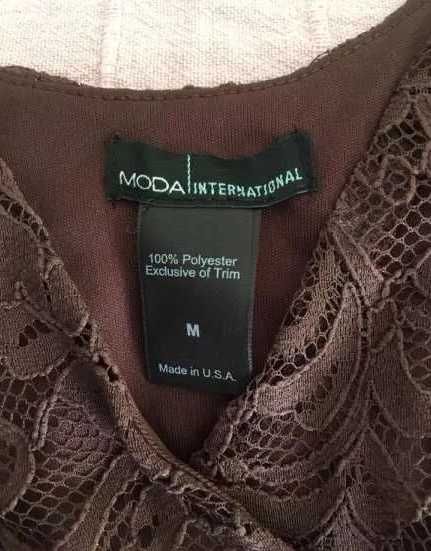 MODA INTERNATIONAL
100% Polyester
Exclusive of Trim
M
Made in U.S.A.